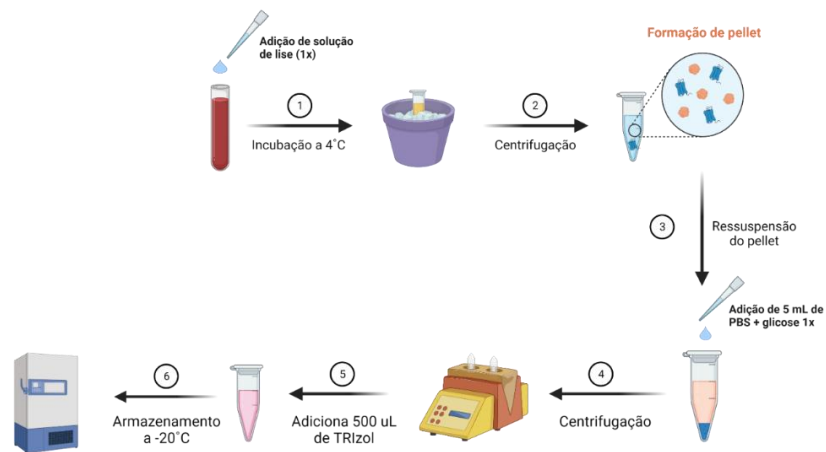 Adição de solução
de lise (1x)
1
Incubação a 4˚C
2
Centrifugação
Formação de pellet
3
Ressuspensão
do pellet
Adição de 5 mL de
PBS + glicose 1x
4
Centrifugação
5
Adiciona 500 uL
de TRIzol
6
Armazenamento
a -20˚C